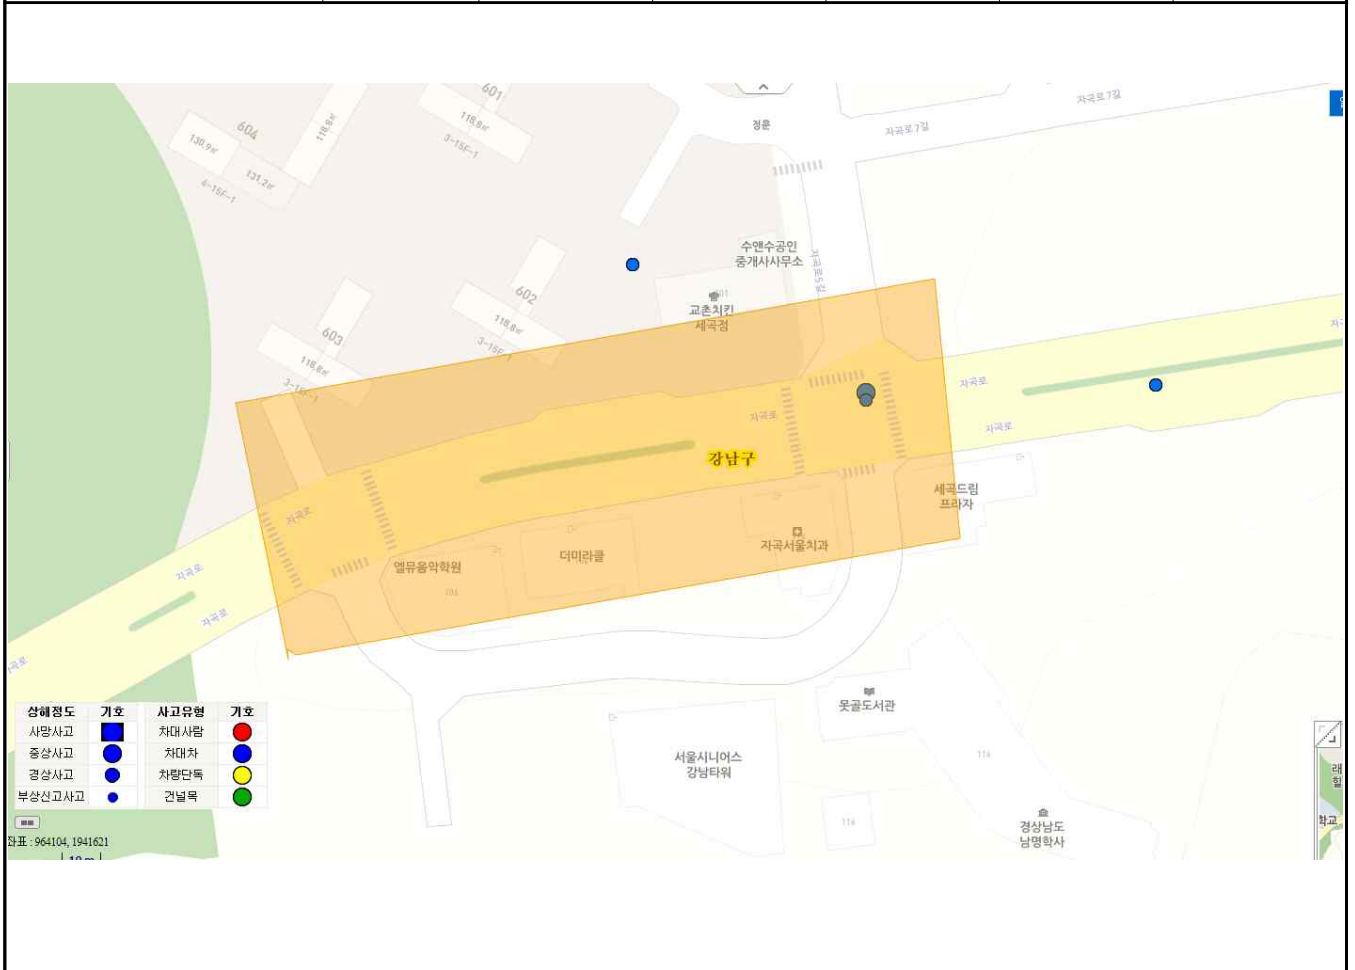 601
118.8㎡
3-15F-1
604
130.9㎡
118.8㎡
131.2㎡
4-15F-1
정문
자곡로7길
자곡로7길
수앤수공인
중개사사무소
자곡로5길
602
118.8㎡
3-15F-1
교촌치킨
세곡점
603
118.8㎡
3-15F-1
자곡로
자곡로
자곡로
강남구
세곡드림
프라자
자곡로
자곡서울치과
더미라클
엘뮤음악학원
자곡로
자곡로
못골도서관
서울시니어스
강남타워
116
116
경상남도
남명학사
상해정도 기호 사고유형 기호
사망사고 차대사람
중상사고 차대차
경상사고 차량단독
부상신고사고 건널목
좌표 : 964104, 1941621
10 m
학교